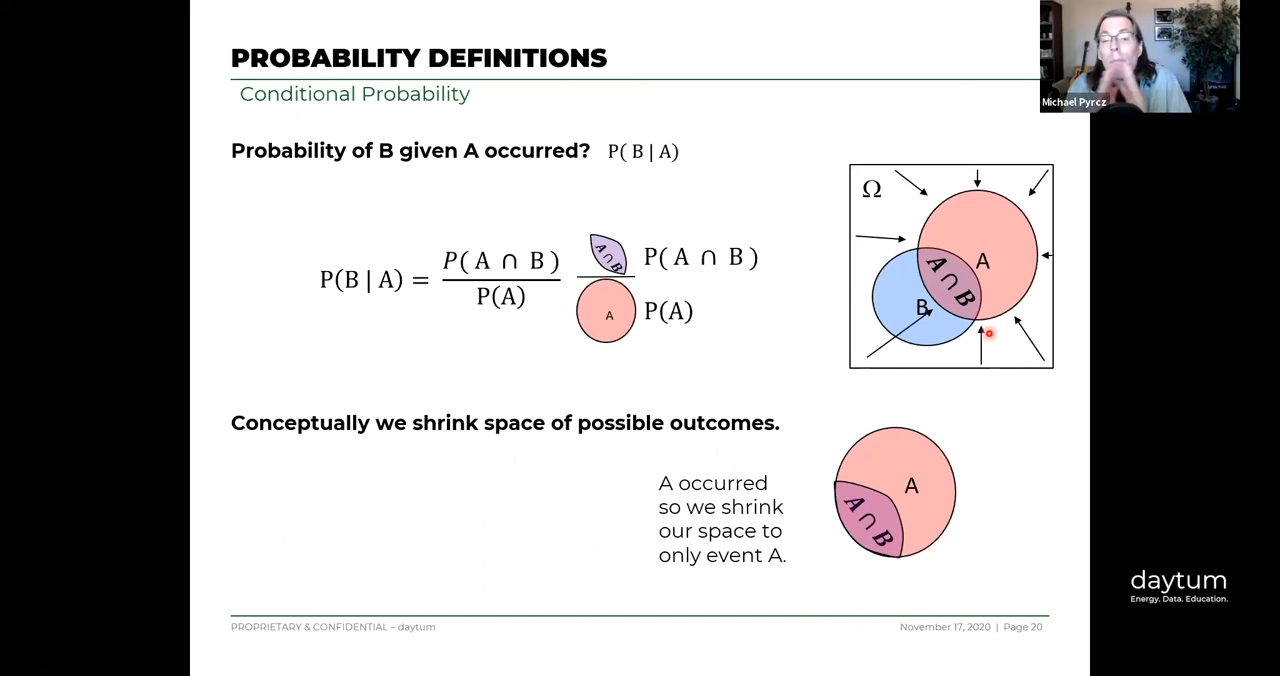 PROBABILITY DEFINITIONS
Conditional Probability
Michael Pyrcz
Probability of B given A occurred? P( B | A)
Ω
A
A ∩ B
B
P(B | A) = P( A ∩ B ) / P(A)
A ∩ B
P( A ∩ B )
A
P(A)
Conceptually we shrink space of possible outcomes.
A occurred
so we shrink
our space to
only event A.
A
A ∩ B
daytum
Energy. Data. Education.
PROPRIETARY & CONFIDENTIAL – daytum
November 17, 2020 | Page 20